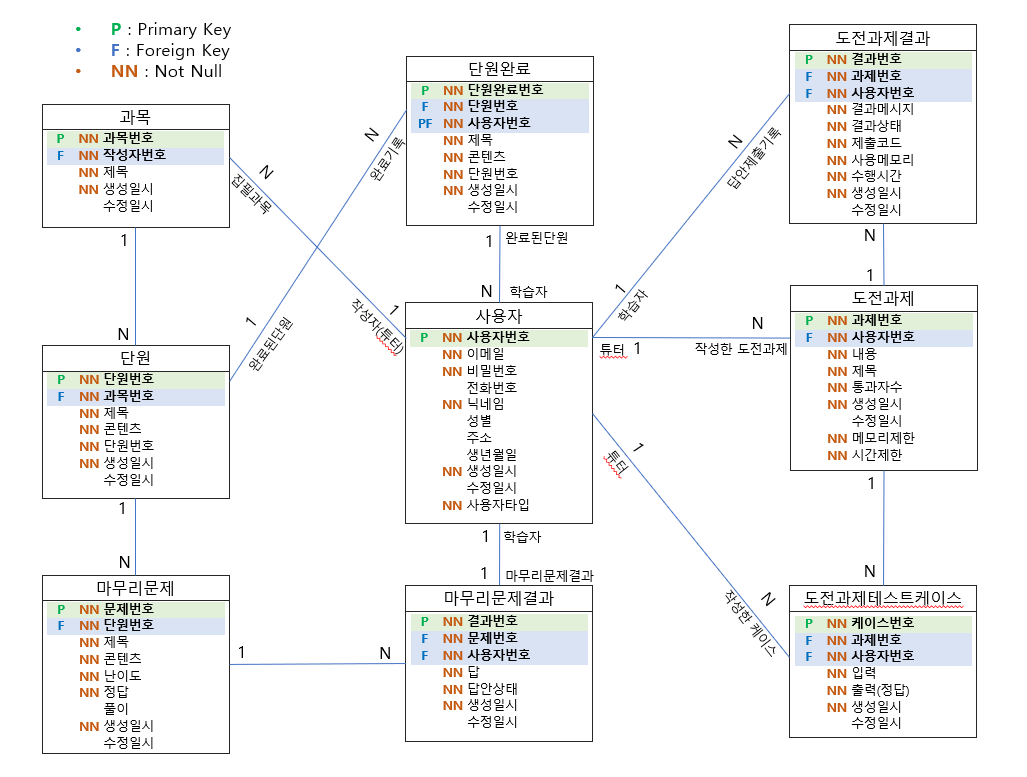 • P : Primary Key
• F : Foreign Key
• NN : Not Null
과목
P NN 과목번호
F NN 작성자번호
NN 제목
NN 생성일시
수정일시
1
N
단원
P NN 단원번호
F NN 과목번호
NN 제목
NN 콘텐츠
NN 단원번호
NN 생성일시
수정일시
1
N
마무리문제
P NN 문제번호
F NN 단원번호
NN 제목
NN 콘텐츠
NN 난이도
NN 정답
풀이
NN 생성일시
수정일시
N
집필과목
1
작성자(튜터)
N
완료기록
1
완료된단원
단원완료
P NN 단원완료번호
F NN 단원번호
PF NN 사용자번호
NN 제목
NN 콘텐츠
NN 단원번호
NN 생성일시
수정일시
1 완료된단원
N 학습자
사용자
P NN 사용자번호
NN 이메일
NN 비밀번호
전화번호
NN 닉네임
성별
주소
생년월일
NN 생성일시
수정일시
NN 사용자타입
1 학습자
1 마무리문제결과
마무리문제결과
P NN 결과번호
F NN 문제번호
F NN 사용자번호
NN 답
NN 답안상태
NN 생성일시
수정일시
1 N
N
답안제출기록
1
학습자
튜터 1
N
작성한 도전과제
1
튜터
N
작성한 케이스
도전과제결과
P NN 결과번호
F NN 과제번호
F NN 사용자번호
NN 결과메시지
NN 결과상태
NN 제출코드
NN 사용메모리
NN 수행시간
NN 생성일시
수정일시
N
1
도전과제
P NN 과제번호
F NN 사용자번호
NN 내용
NN 제목
NN 통과자수
NN 생성일시
수정일시
NN 메모리제한
NN 시간제한
1
N
도전과제테스트케이스
P NN 케이스번호
F NN 과제번호
F NN 사용자번호
NN 입력
NN 출력(정답)
NN 생성일시
수정일시